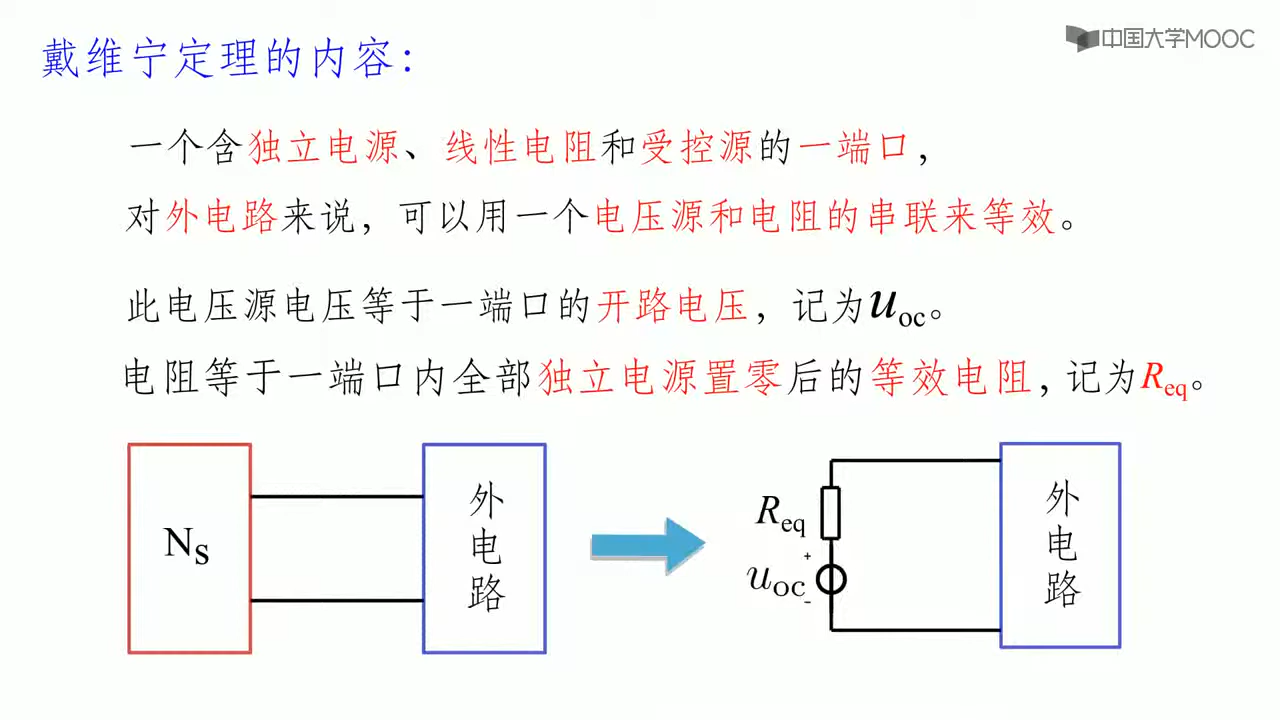 戴维宁定理的内容：
中国大学MOOC
一个含独立电源、线性电阻和受控源的一端口，
对外电路来说，可以用一个电压源和电阻的串联来等效。
此电压源电压等于一端口的开路电压，记为uoc。
电阻等于一端口内全部独立电源置零后的等效电阻，记为Req。
NS
外电路
Req
+
uoc
-
外电路